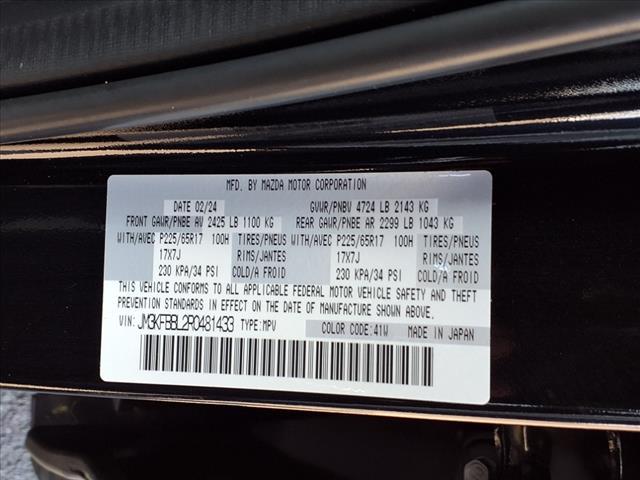 MFD. BY MAZDA MOTOR CORPORATION
DATE 02/24 GVWR/PNBV 4724 LB 2143 KG
FRONT GAWR/PNBE AV 2425 LB 1100 KG REAR GAWR/PNBE AR 2299 LB 1043 KG
WITH/AVEC P225/65R17 100H TIRES/PNEUS WITH/AVEC P225/65R17 100H TIRES/PNEUS
17X7J RIMS/JANTES 17X7J RIMS/JANTES
230 KPA/34 PSI COLD/A FROID 230 KPA/34 PSI COLD/A FROID
THIS VEHICLE CONFORMS TO ALL APPLICABLE FEDERAL MOTOR VEHICLE SAFETY AND THEFT
PREVENTION STANDARDS IN EFFECT ON THE DATE OF MANUFACTURE SHOWN ABOVE.
VIN: JM3KFBBL2R0481433 TYPE:MPV COLOR CODE:41W MADE IN JAPAN